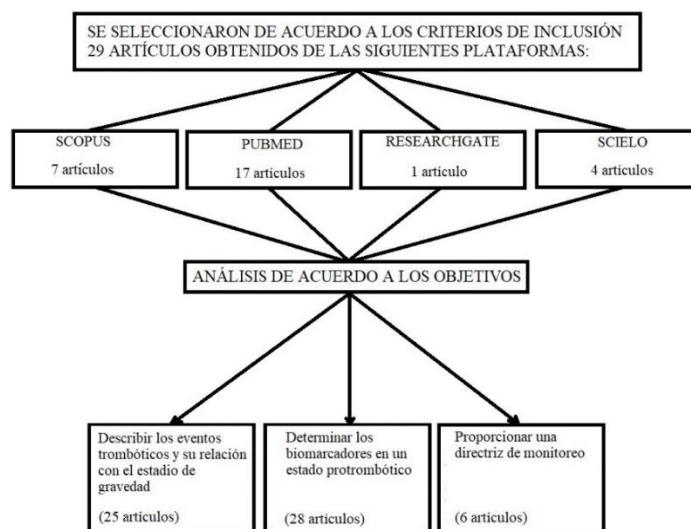 SE SELECCIONARON DE ACUERDO A LOS CRITERIOS DE INCLUSIÓN
29 ARTÍCULOS OBTENIDOS DE LAS SIGUIENTES PLATAFORMAS:
SCOPUS
7 artículos
PUBMED
17 artículos
RESEARCHGATE
1 artículo
SCIELO
4 artículos
ANÁLISIS DE ACUERDO A LOS OBJETIVOS
Describir los eventos
trombóticos y su relación
con el estadio de
gravedad
(25 artículos)
Determinar los
biomarcadores en un
estado protrombótico
(28 artículos)
Proporcionar una
directriz de monitoreo
(6 artículos)